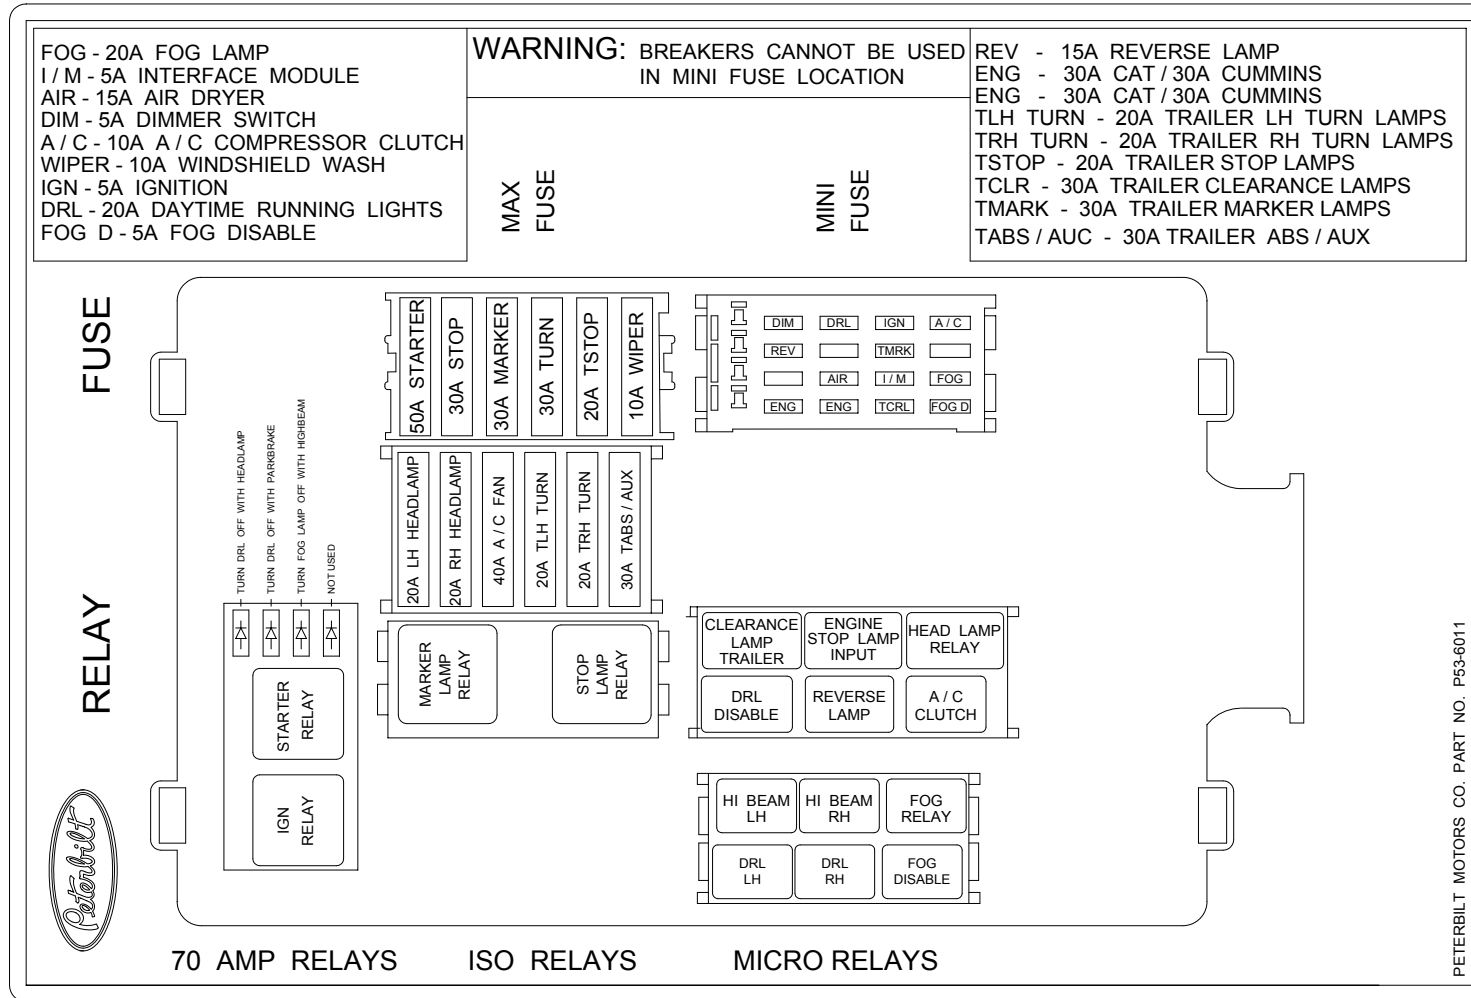 FOG - 20A FOG LAMP
I / M - 5A INTERFACE MODULE
AIR - 15A AIR DRYER
DIM - 5A DIMMER SWITCH
A / C - 10A A / C COMPRESSOR CLUTCH
WIPER - 10A WINDSHIELD WASH
IGN - 5A IGNITION
DRL - 20A DAYTIME RUNNING LIGHTS
FOG D - 5A FOG DISABLE
WARNING: BREAKERS CANNOT BE USED
IN MINI FUSE LOCATION
REV - 15A REVERSE LAMP
ENG - 30A CAT / 30A CUMMINS
ENG - 30A CAT / 30A CUMMINS
TLH TURN - 20A TRAILER LH TURN LAMPS
TRH TURN - 20A TRAILER RH TURN LAMPS
TSTOP - 20A TRAILER STOP LAMPS
TCLR - 30A TRAILER CLEARANCE LAMPS
TMARK - 30A TRAILER MARKER LAMPS
TABS / AUC - 30A TRAILER ABS / AUX
MAX
FUSE
MINI
FUSE
FUSE
50A STARTER
30A STOP
30A MARKER
30A TURN
20A TSTOP
10A WIPER
DIM
DRL
IGN
A / C
REV
TMRK
AIR
I / M
FOG
ENG
ENG
TCRL
FOG D
20A LH HEADLAMP
20A RH HEADLAMP
40A A / C FAN
20A TLH TURN
20A TRH TURN
30A TABS / AUX
TURN DRL OFF WITH HEADLAMP
TURN DRL OFF WITH PARKBRAKE
TURN FOG LAMP OFF WITH HIGHBEAM
NOT USED
RELAY
STARTER
RELAY
IGN
RELAY
MARKER
LAMP
RELAY
STOP
LAMP
RELAY
CLEARANCE
LAMP
TRAILER
ENGINE
STOP LAMP
INPUT
HEAD LAMP
RELAY
DRL
DISABLE
REVERSE
LAMP
A / C
CLUTCH
HI BEAM
LH
HI BEAM
RH
FOG
RELAY
DRL
LH
DRL
RH
FOG
DISABLE
Peterbilt
70 AMP RELAYS
ISO RELAYS
MICRO RELAYS
PETERBILT MOTORS CO. PART NO. P53-6011